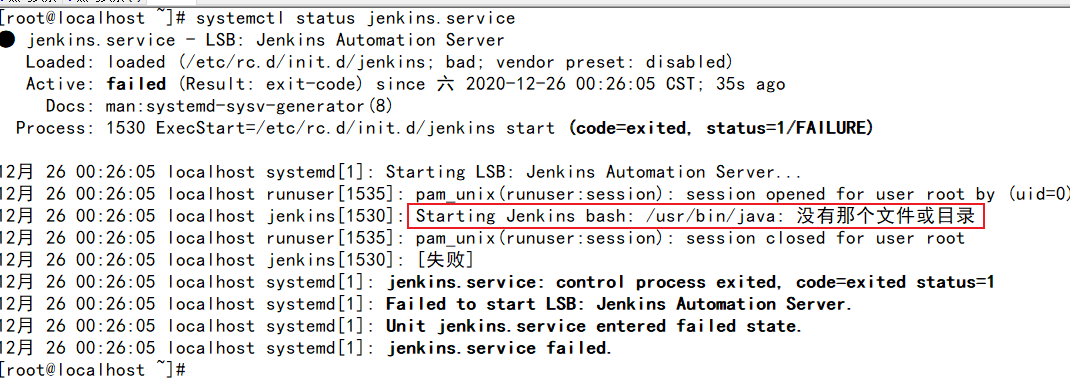 [root@localhost ~]# systemctl status jenkins.service
● jenkins.service - LSB: Jenkins Automation Server
Loaded: loaded (/etc/rc.d/init.d/jenkins; bad; vendor preset: disabled)
Active: failed (Result: exit-code) since 六 2020-12-26 00:26:05 CST; 35s ago
Docs: man:systemd-sysv-generator(8)
Process: 1530 ExecStart=/etc/rc.d/init.d/jenkins start (code=exited, status=1/FAILURE)
12月 26 00:26:05 localhost systemd[1]: Starting LSB: Jenkins Automation Server...
12月 26 00:26:05 localhost runuser[1535]: pam_unix(runuser:session): session opened for user root by (uid=0)
12月 26 00:26:05 localhost jenkins[1530]: Starting Jenkins bash: /usr/bin/java: 没有那个文件或目录
12月 26 00:26:05 localhost runuser[1535]: pam_unix(runuser:session): session closed for user root
12月 26 00:26:05 localhost jenkins[1530]: [失败]
12月 26 00:26:05 localhost systemd[1]: jenkins.service: control process exited, code=exited status=1
12月 26 00:26:05 localhost systemd[1]: Failed to start LSB: Jenkins Automation Server.
12月 26 00:26:05 localhost systemd[1]: Unit jenkins.service entered failed state.
12月 26 00:26:05 localhost systemd[1]: jenkins.service failed.
[root@localhost ~]#